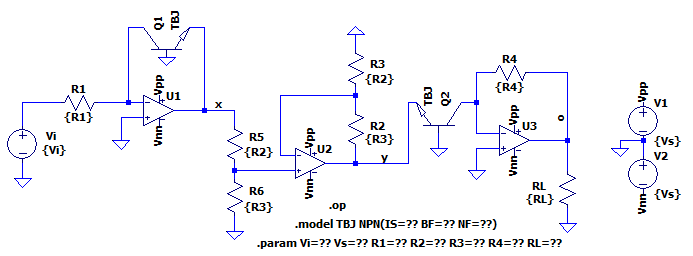 Q1
TBJ
R1
{R1}
Vpp
U1
Vnn
x
Vi
{Vi}
R5
{R2}
R6
{R3}
R3
{R2}
R2
{R3}
Vpp
U2
Vnn
y
TBJ
Q2
R4
{R4}
Vpp
U3
Vnn
o
RL
{RL}
Vpp
V1
{Vs}
V2
{Vs}
Vnn
.op
.model TBJ NPN(IS=?? BF=?? NF=??)
.param Vi=?? Vs=?? R1=?? R2=?? R3=?? R4=?? RL=??